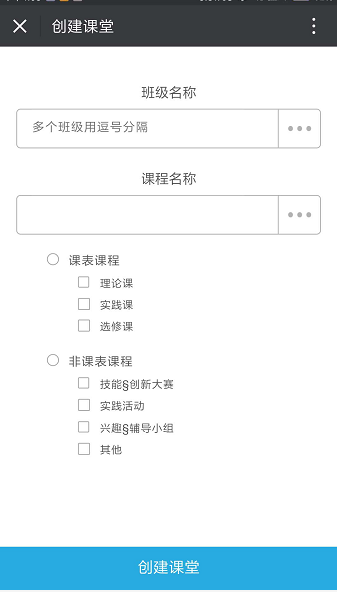 创建课堂
班级名称
多个班级用逗号分隔
课程名称
课表课程
理论课
实践课
选修课
非课表课程
技能§创新大赛
实践活动
兴趣§辅导小组
其他
创建课堂